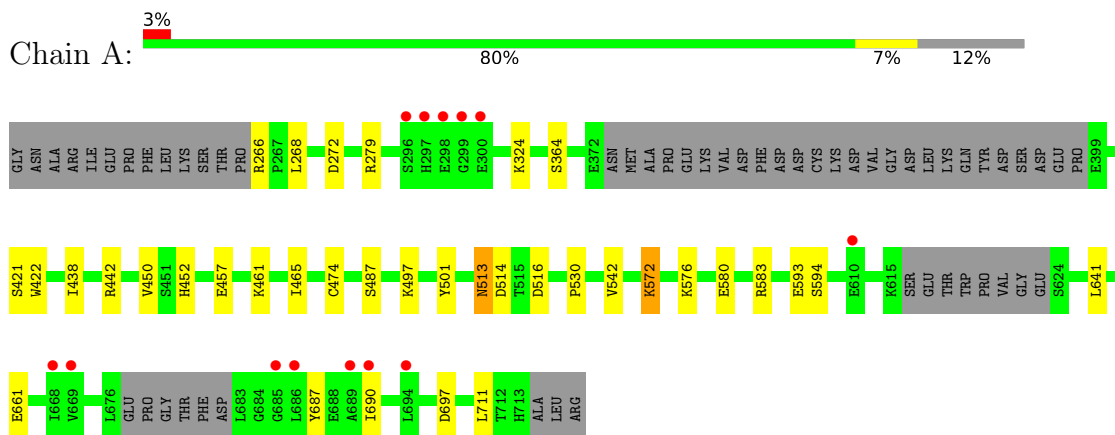 3%
Chain A:
80% 7% 12%
GLY ASN ALA ARG ILE GLU PRO PHE LEU LYS SER THR PRO R266 P267 L268 D272 R279 S296 H297 E298 G299 E300 K324 S364 E372 ASN MET ALA PRO GLU LYS VAL ASP PHE ASP ASP CYS LYS ASP VAL GLY ASP LEU LYS GLN TYR ASP SER ASP GLU PRO E399
S421 W422 I438 R442 V450 S451 H452 E457 K461 I465 C474 S487 K497 Y501 N513 D514 T515 D516 P530 V542 K572 K576 E580 R583 E593 S594 E610 K615 SER GLU THR TRP PRO VAL GLY GLU S624 L641
E661 I668 V669 L676 GLU PRO GLY THR PHE ASP L683 G684 G685 L686 Y687 E688 A689 I690 L694 D697 L711 T712 H713 ALA LEU ARG